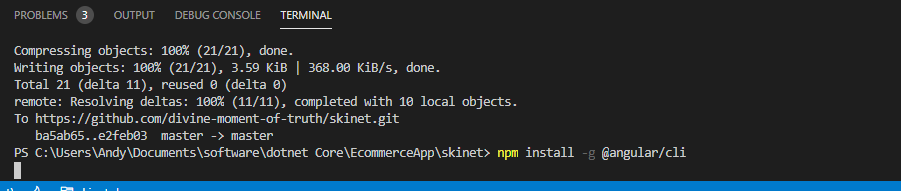 PROBLEMS 3 OUTPUT DEBUG CONSOLE TERMINAL
Compressing objects: 100% (21/21), done.
Writing objects: 100% (21/21), 3.59 KiB | 368.00 KiB/s, done.
Total 21 (delta 11), reused 0 (delta 0)
remote: Resolving deltas: 100% (11/11), completed with 10 local objects.
To https://github.com/divine-moment-of-truth/skinet.git
   ba5ab65..e2feb03  master -> master
PS C:\Users\Andy\Documents\software\dotnet Core\EcommerceApp\skinet> npm install -g @angular/cli